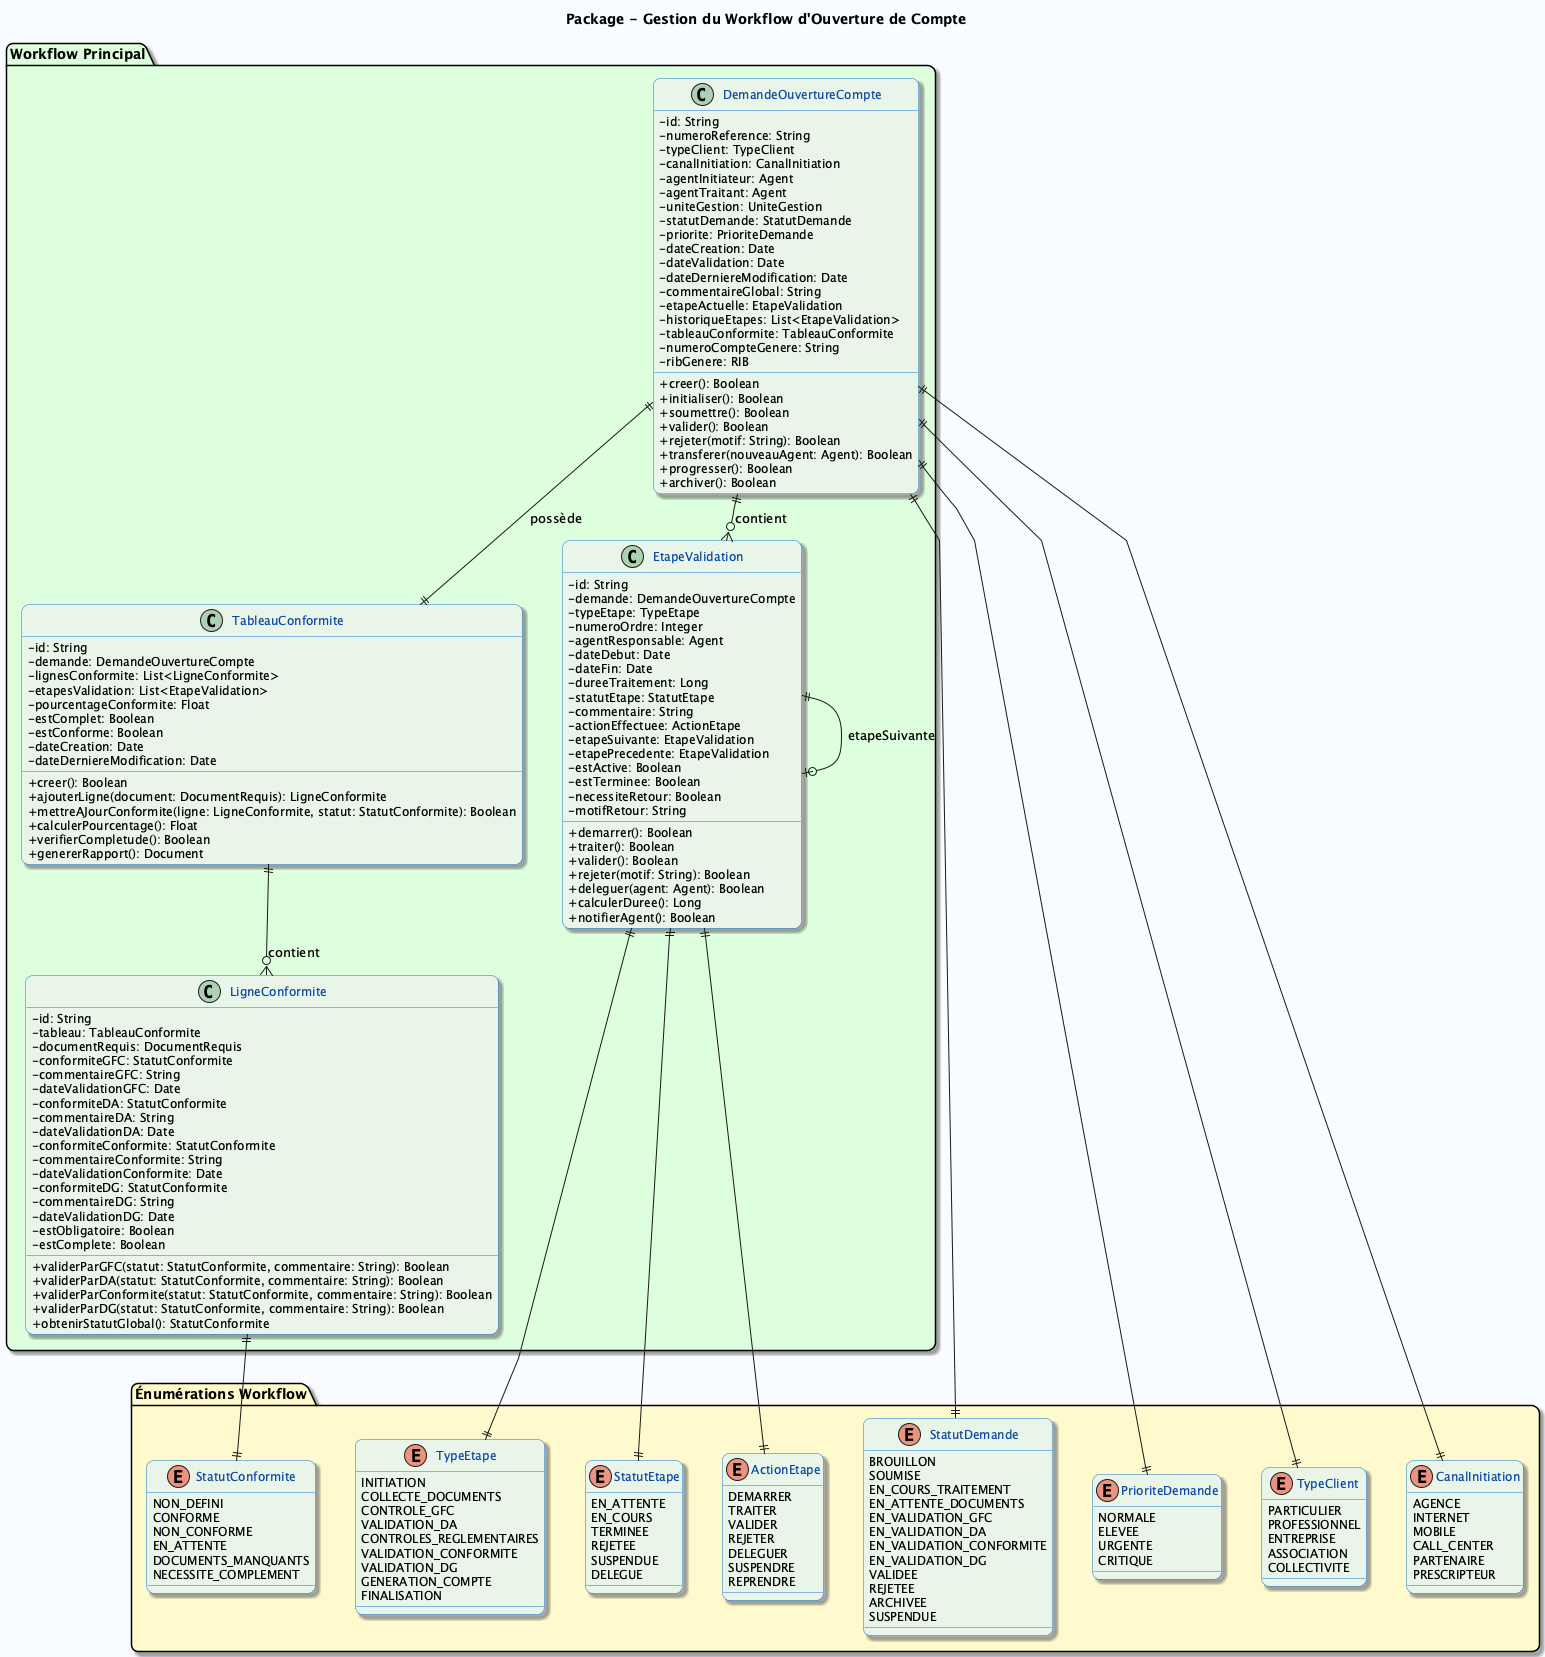 Package - Gestion du Workflow d'Ouverture de Compte
Workflow Principal
C DemandeOuvertureCompte
-id: String
-numeroReference: String
-typeClient: TypeClient
-canalInitiation: CanalInitiation
-agentInitiateur: Agent
-agentTraitant: Agent
-uniteGestion: UniteGestion
-statutDemande: StatutDemande
-priorite: PrioriteDemande
-dateCreation: Date
-dateValidation: Date
-dateDerniereModification: Date
-commentaireGlobal: String
-etapeActuelle: EtapeValidation
-historiqueEtapes: List<EtapeValidation>
-tableauConformite: TableauConformite
-numeroCompteGenere: String
-ribGenere: RIB
+creer(): Boolean
+initialiser(): Boolean
+soumettre(): Boolean
+valider(): Boolean
+rejeter(motif: String): Boolean
+transferer(nouveauAgent: Agent): Boolean
+progresser(): Boolean
+archiver(): Boolean
possède
contient
C TableauConformite
-id: String
-demande: DemandeOuvertureCompte
-lignesConformite: List<LigneConformite>
-etapesValidation: List<EtapeValidation>
-pourcentageConformite: Float
-estComplet: Boolean
-estConforme: Boolean
-dateCreation: Date
-dateDerniereModification: Date
+creer(): Boolean
+ajouterLigne(document: DocumentRequis): LigneConformite
+mettreAJourConformite(ligne: LigneConformite, statut: StatutConformite): Boolean
+calculerPourcentage(): Float
+verifierCompletude(): Boolean
+genererRapport(): Document
C EtapeValidation
-id: String
-demande: DemandeOuvertureCompte
-typeEtape: TypeEtape
-numeroOrdre: Integer
-agentResponsable: Agent
-dateDebut: Date
-dateFin: Date
-dureeTraitement: Long
-statutEtape: StatutEtape
-commentaire: String
-actionEffectuee: ActionEtape
-etapeSuivante: EtapeValidation
-etapePrecedente: EtapeValidation
-estActive: Boolean
-estTerminee: Boolean
-necessiteRetour: Boolean
-motifRetour: String
+demarrer(): Boolean
+traiter(): Boolean
+valider(): Boolean
+rejeter(motif: String): Boolean
+deleguer(agent: Agent): Boolean
+calculerDuree(): Long
+notifierAgent(): Boolean
etapeSuivante
contient
C LigneConformite
-id: String
-tableau: TableauConformite
-documentRequis: DocumentRequis
-conformiteGFC: StatutConformite
-commentaireGFC: String
-dateValidationGFC: Date
-conformiteDA: StatutConformite
-commentaireDA: String
-dateValidationDA: Date
-conformiteConformite: StatutConformite
-commentaireConformite: String
-dateValidationConformite: Date
-conformiteDG: StatutConformite
-commentaireDG: String
-dateValidationDG: Date
-estObligatoire: Boolean
-estComplete: Boolean
+validerParGFC(statut: StatutConformite, commentaire: String): Boolean
+validerParDA(statut: StatutConformite, commentaire: String): Boolean
+validerParConformite(statut: StatutConformite, commentaire: String): Boolean
+validerParDG(statut: StatutConformite, commentaire: String): Boolean
+obtenirStatutGlobal(): StatutConformite
Énumérations Workflow
E StatutConformite
NON_DEFINI
CONFORME
NON_CONFORME
EN_ATTENTE
DOCUMENTS_MANQUANTS
NECESSITE_COMPLEMENT
E TypeEtape
INITIATION
COLLECTE_DOCUMENTS
CONTROLE_GFC
VALIDATION_DA
CONTROLES_REGLEMENTAIRES
VALIDATION_CONFORMITE
VALIDATION_DG
GENERATION_COMPTE
FINALISATION
E StatutEtape
EN_ATTENTE
EN_COURS
TERMINEE
REJETEE
SUSPENDUE
DELEGUE
E ActionEtape
DEMARRER
TRAITER
VALIDER
REJETER
DELEGUER
SUSPENDRE
REPRENDRE
E StatutDemande
BROUILLON
SOUMISE
EN_COURS_TRAITEMENT
EN_ATTENTE_DOCUMENTS
EN_VALIDATION_GFC
EN_VALIDATION_DA
EN_VALIDATION_CONFORMITE
EN_VALIDATION_DG
VALIDEE
REJETEE
ARCHIVEE
SUSPENDUE
E PrioriteDemande
NORMALE
ELEVEE
URGENTE
CRITIQUE
E TypeClient
PARTICULIER
PROFESSIONNEL
ENTREPRISE
ASSOCIATION
COLLECTIVITE
E CanalInitiation
AGENCE
INTERNET
MOBILE
CALL_CENTER
PARTENAIRE
PRESCRIPTEUR